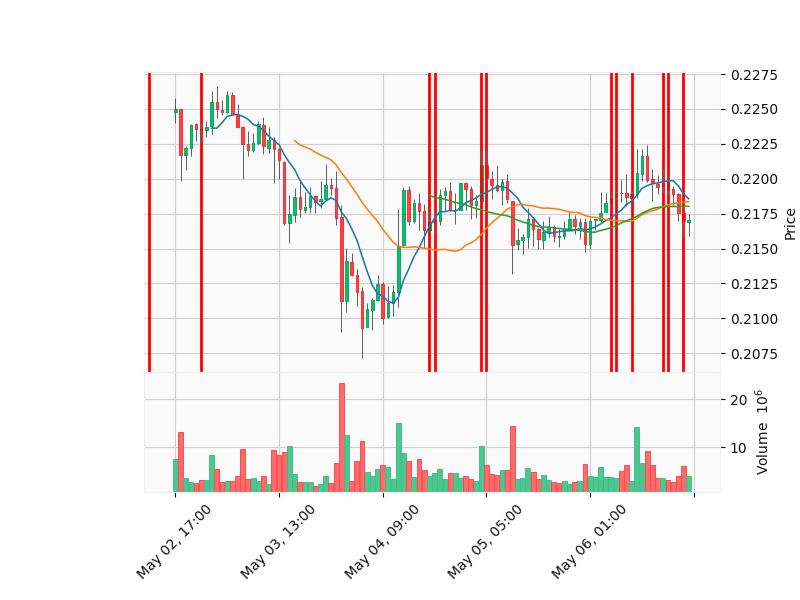 0.2275
0.2250
0.2225
0.2200
0.2175
0.2150
0.2125
0.2100
0.2075
Price
20
10
Volume 10^6
May 02, 17:00
May 03, 13:00
May 04, 09:00
May 05, 05:00
May 06, 01:00